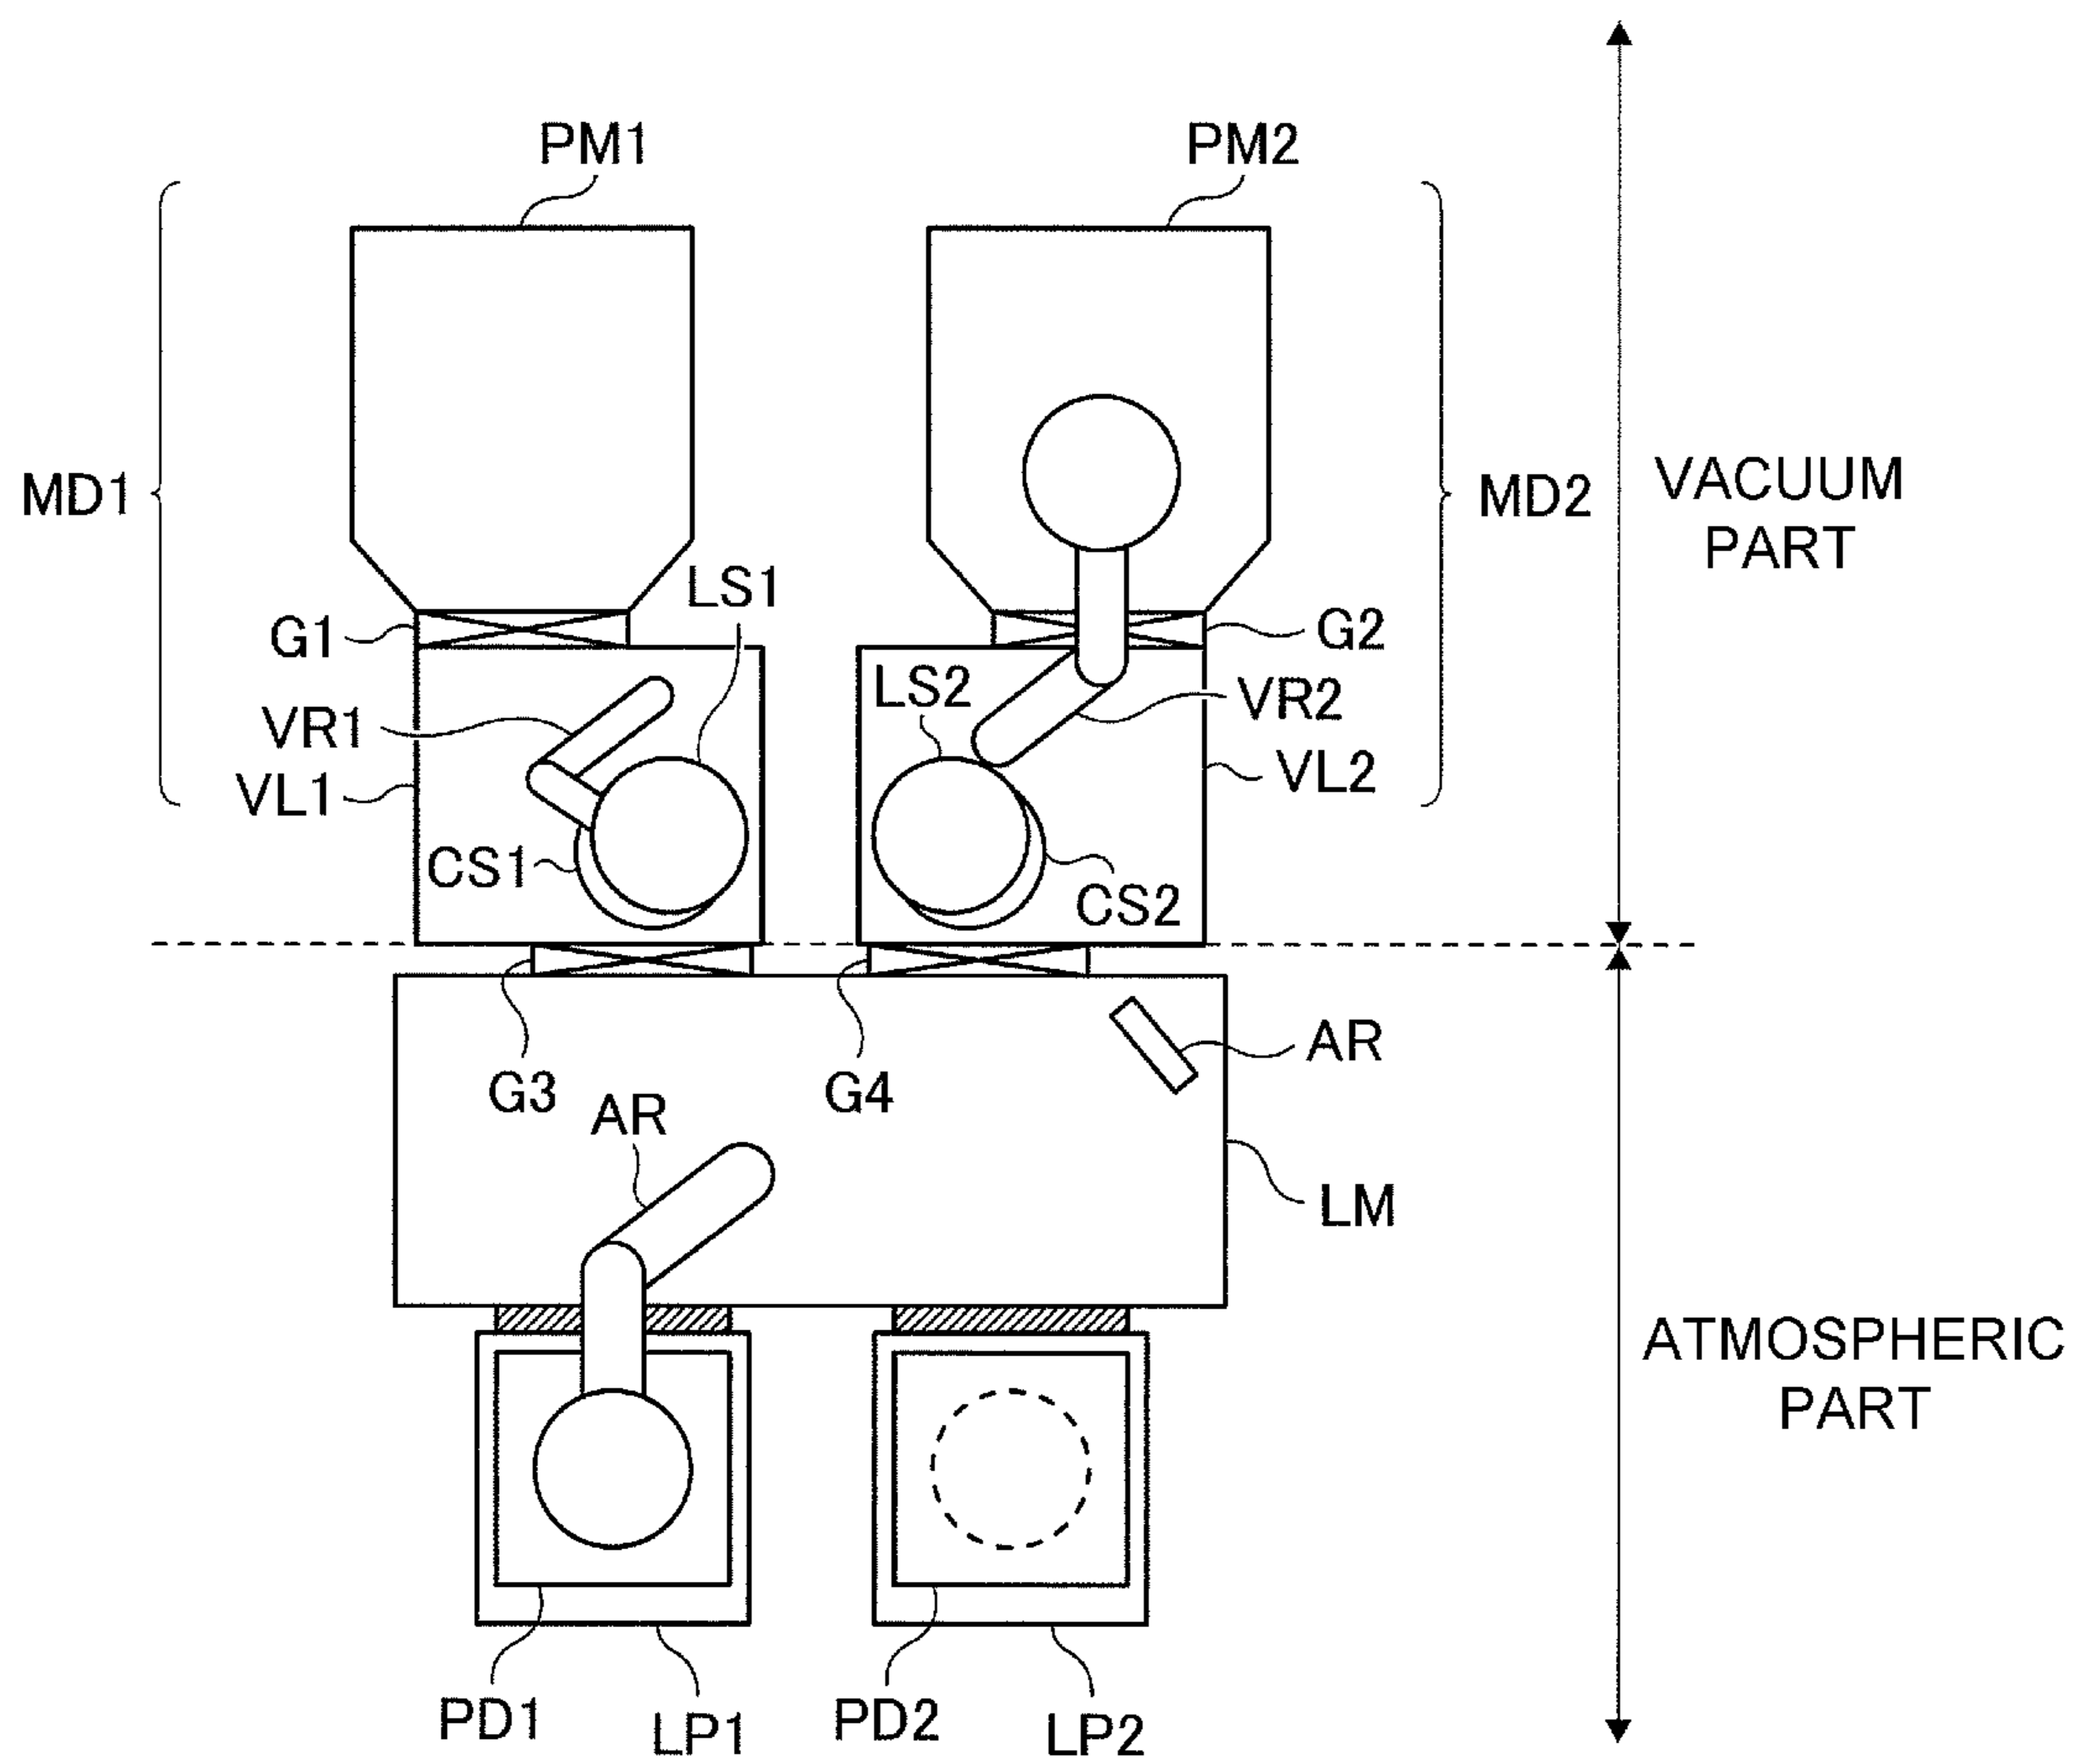 PM1
PM2
MD1
MD2
VACUUM
PART
LS1
G1
G2
LS2
VR1
VR2
VL1
VL2
CS1
CS2
AR
G3
G4
AR
LM
ATMOSPHERIC
PART
PD1
LP1
PD2
LP2